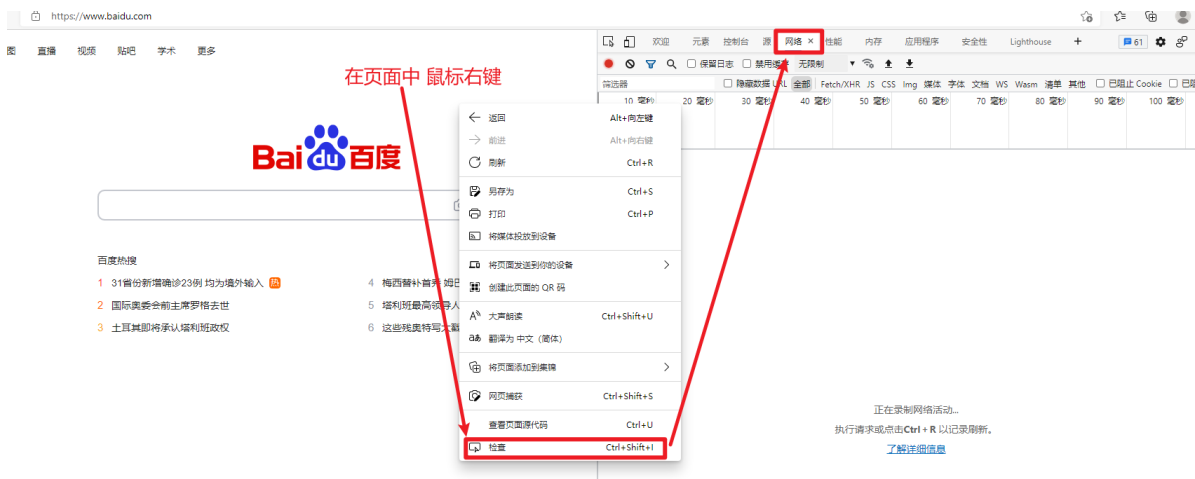 https://www.baidu.com
图 直播 视频 贴吧 学术 更多
欢迎 元素 控制台 源 网络 × 性能 内存 应用程序 安全性 Lighthouse + 61
保留日志 禁用缓存 无限制
筛选器 隐藏数据 URL 全部 Fetch/XHR JS CSS Img 媒体 字体 文档 WS Wasm 清单 其他 已阻止 Cookie
10 毫秒 20 毫秒 30 毫秒 40 毫秒 50 毫秒 60 毫秒 70 毫秒 80 毫秒 90 毫秒 100 毫秒
在页面中 鼠标右键
Bai du 百度
百度热搜
1 31省份新增确诊23例 均为境外输入 热
2 国际奥委会前主席罗格去世
3 土耳其即将承认塔利班政权
4 梅西替补首秀
5 塔利班最高领导人
6 这些残奥特写太戳
返回 Alt+向左键
前进 Alt+向右键
刷新 Ctrl+R
另存为 Ctrl+S
打印 Ctrl+P
将媒体投放到设备
将页面发送到你的设备
创建此页面的 QR 码
大声朗读 Ctrl+Shift+U
翻译为 中文（简体）
将页面添加到集锦
网页捕获 Ctrl+Shift+S
查看页面源代码 Ctrl+U
检查 Ctrl+Shift+I
正在录制网络活动...
执行请求或点击Ctrl + R 以记录刷新。
了解详细信息